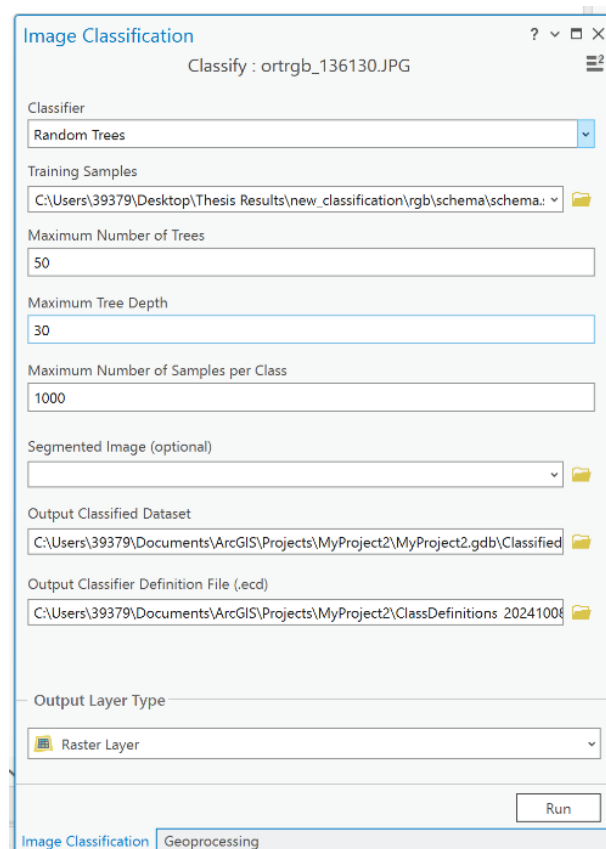 Image Classification
Classify : ortrgb_136130.JPG
Classifier
Random Trees
Training Samples
C:\Users\39379\Desktop\Thesis Results\new_classification\rgb\schema\schema.
Maximum Number of Trees
50
Maximum Tree Depth
30
Maximum Number of Samples per Class
1000
Segmented Image (optional)
Output Classified Dataset
C:\Users\39379\Documents\ArcGIS\Projects\MyProject2\MyProject2.gdb\Classified
Output Classifier Definition File (.ecd)
C:\Users\39379\Documents\ArcGIS\Projects\MyProject2\ClassDefinitions_2024100
Output Layer Type
Raster Layer
Run
Image Classification Geoprocessing